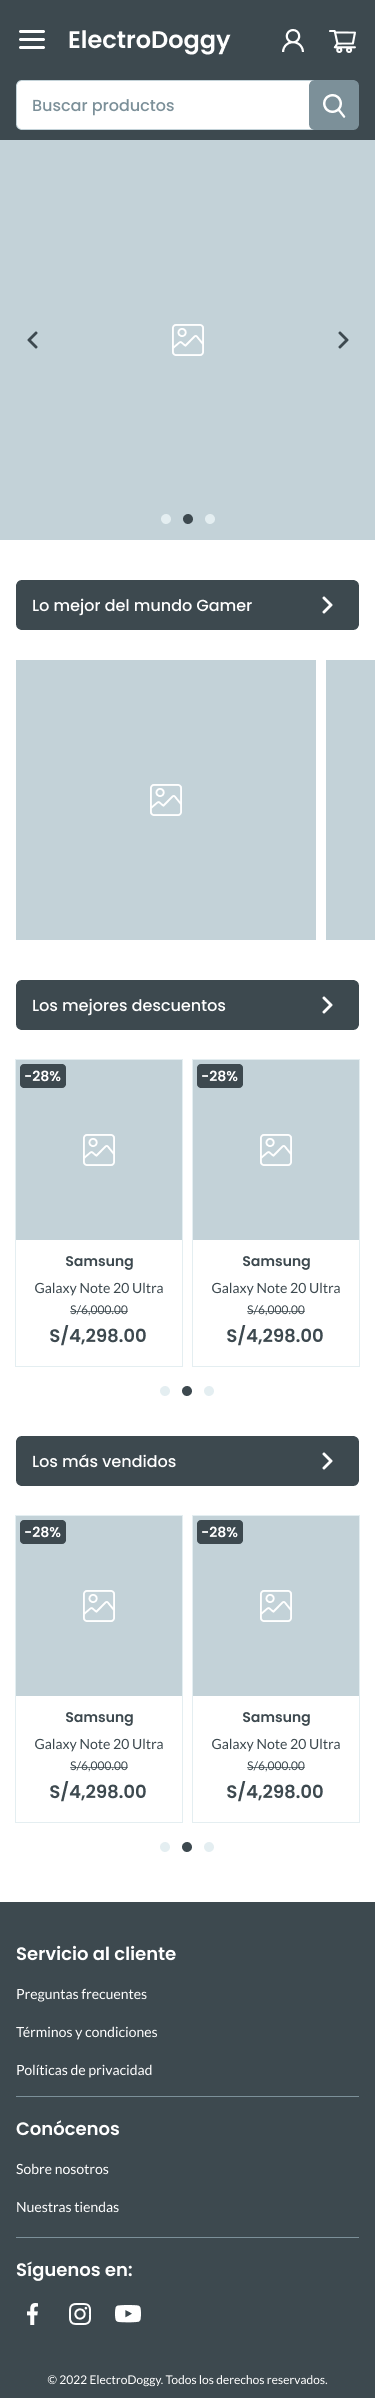 ElectroDoggy
Buscar productos
Lo mejor del mundo Gamer
Los mejores descuentos
-28% -28%
Samsung Samsung
Galaxy Note 20 Ultra Galaxy Note 20 Ultra
S/6,000.00 S/6,000.00
S/4,298.00 S/4,298.00
Los más vendidos
-28% -28%
Samsung Samsung
Galaxy Note 20 Ultra Galaxy Note 20 Ultra
S/6,000.00 S/6,000.00
S/4,298.00 S/4,298.00
Servicio al cliente
Preguntas frecuentes
Términos y condiciones
Políticas de privacidad
Conócenos
Sobre nosotros
Nuestras tiendas
Síguenos en:
© 2022 ElectroDoggy. Todos los derechos reservados.